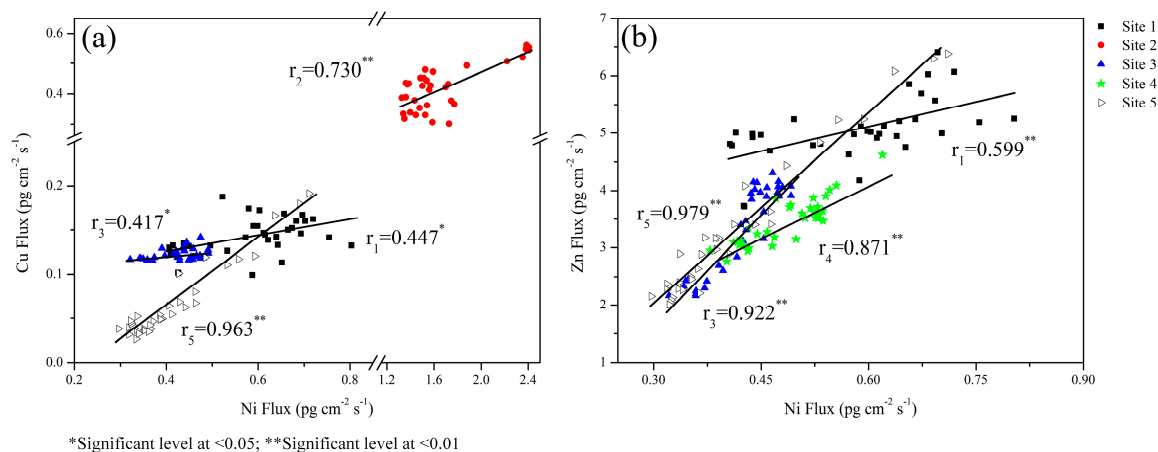 (a)
Cu Flux (pg cm⁻² s⁻¹)
0.6
0.4
0.2
0.1
0.0
r₂=0.730**
r₃=0.417*
r₁=0.447*
r₅=0.963**
0.2 0.4 0.6 0.8 1.2 1.6 2.0 2.4
Ni Flux (pg cm⁻² s⁻¹)
(b)
Zn Flux (pg cm⁻² s⁻¹)
7
6
5
4
3
2
1
r₁=0.599**
r₅=0.979**
r₄=0.871**
r₃=0.922**
0.30 0.45 0.60 0.75 0.90
Ni Flux (pg cm⁻² s⁻¹)
Site 1
Site 2
Site 3
Site 4
Site 5
*Significant level at <0.05; **Significant level at <0.01